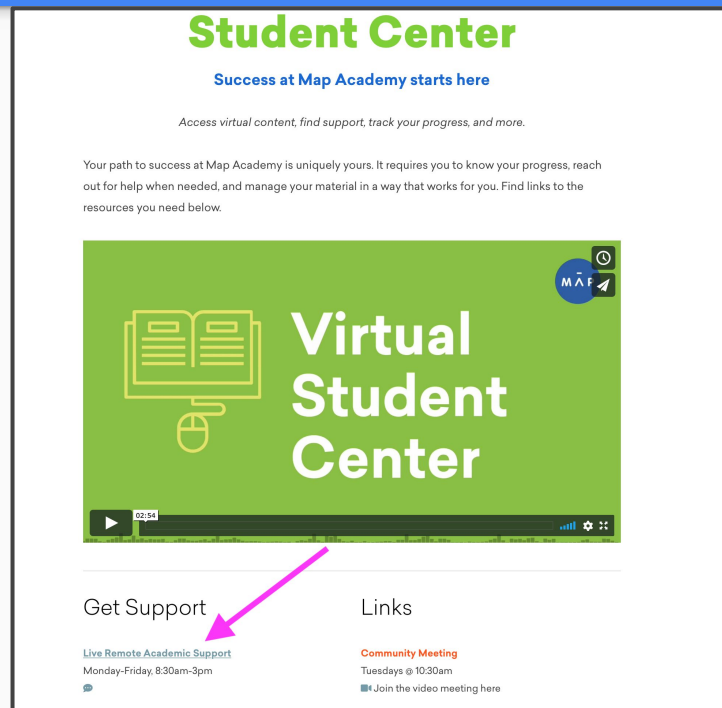 Student Center
Success at Map Academy starts here
Access virtual content, find support, track your progress, and more.
Your path to success at Map Academy is uniquely yours. It requires you to know your progress, reach
out for help when needed, and manage your material in a way that works for you. Find links to the
resources you need below.
MĀP
Virtual
Student
Center
02:54
Get Support
Live Remote Academic Support
Monday-Friday, 8:30am-3pm
Links
Community Meeting
Tuesdays @ 10:30am
Join the video meeting here